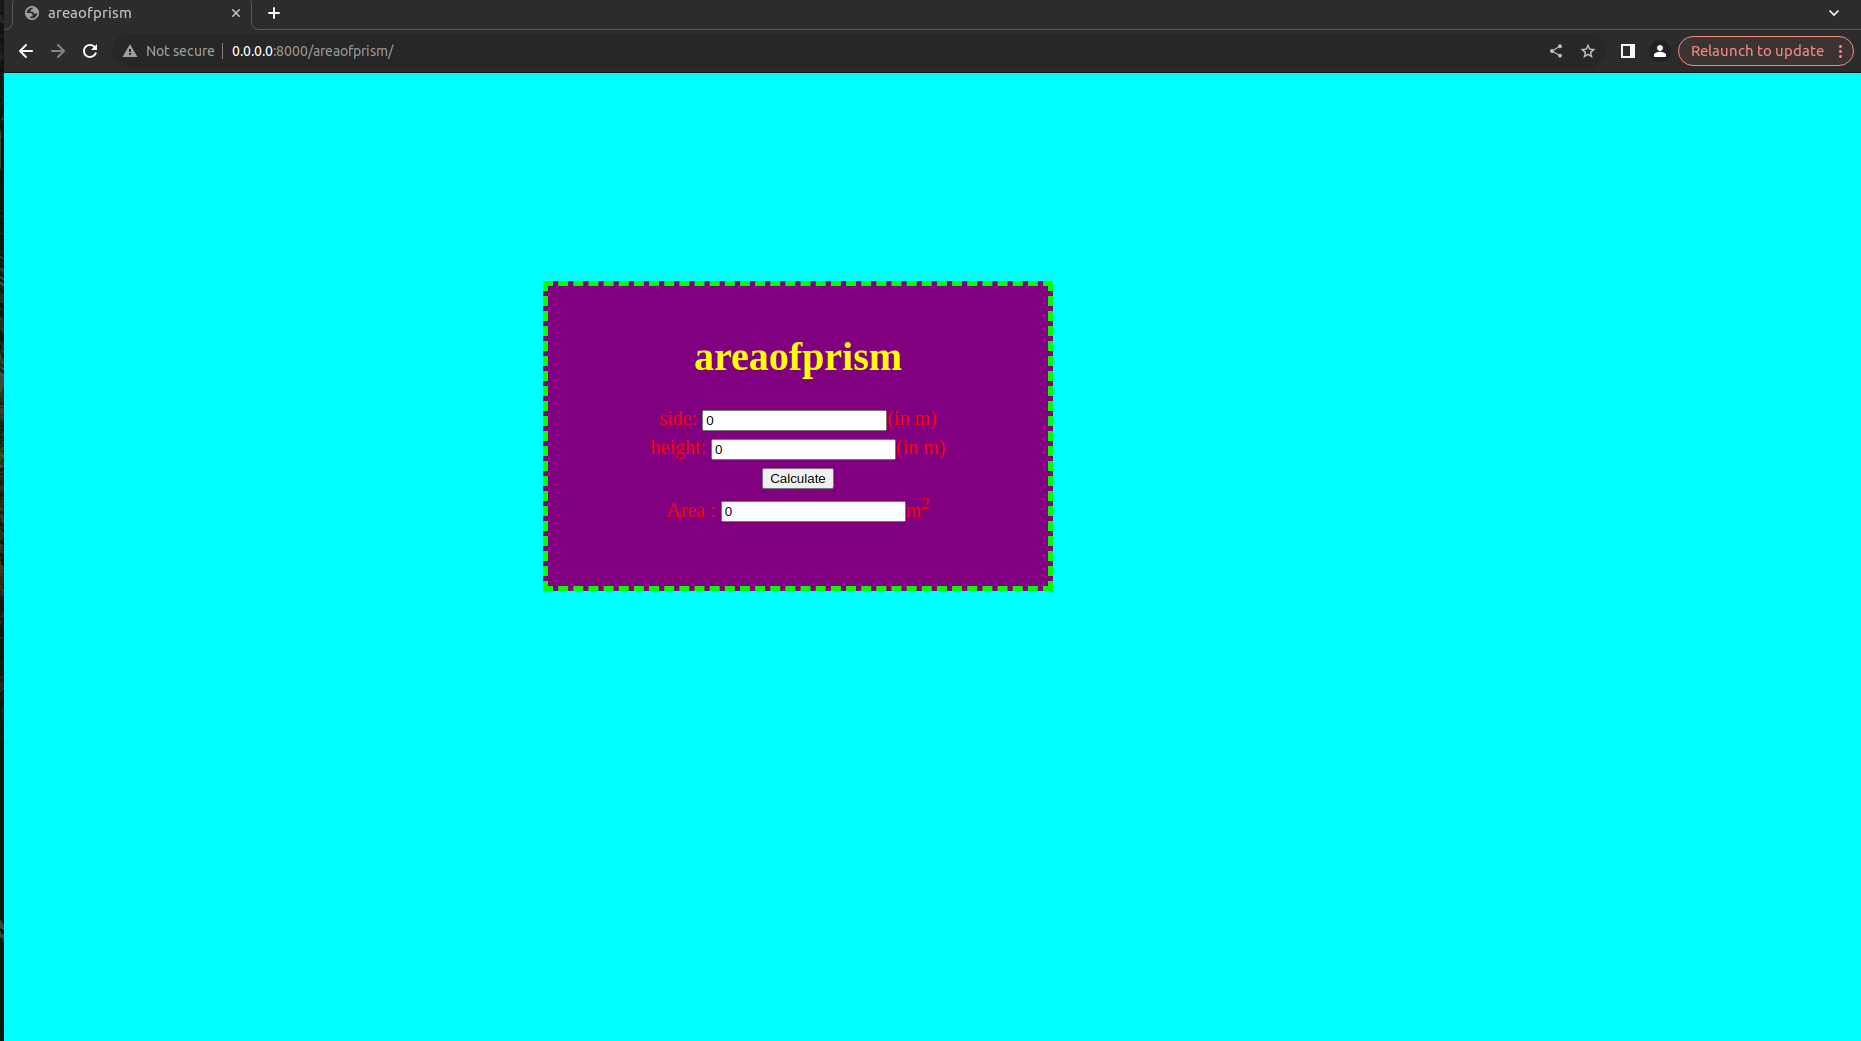 areaofprism
Not secure 0.0.0.0:8000/areaofprism/ Relaunch to update
areaofprism
side: 0 (in m)
height: 0 (in m)
Calculate
Area : 0 m²